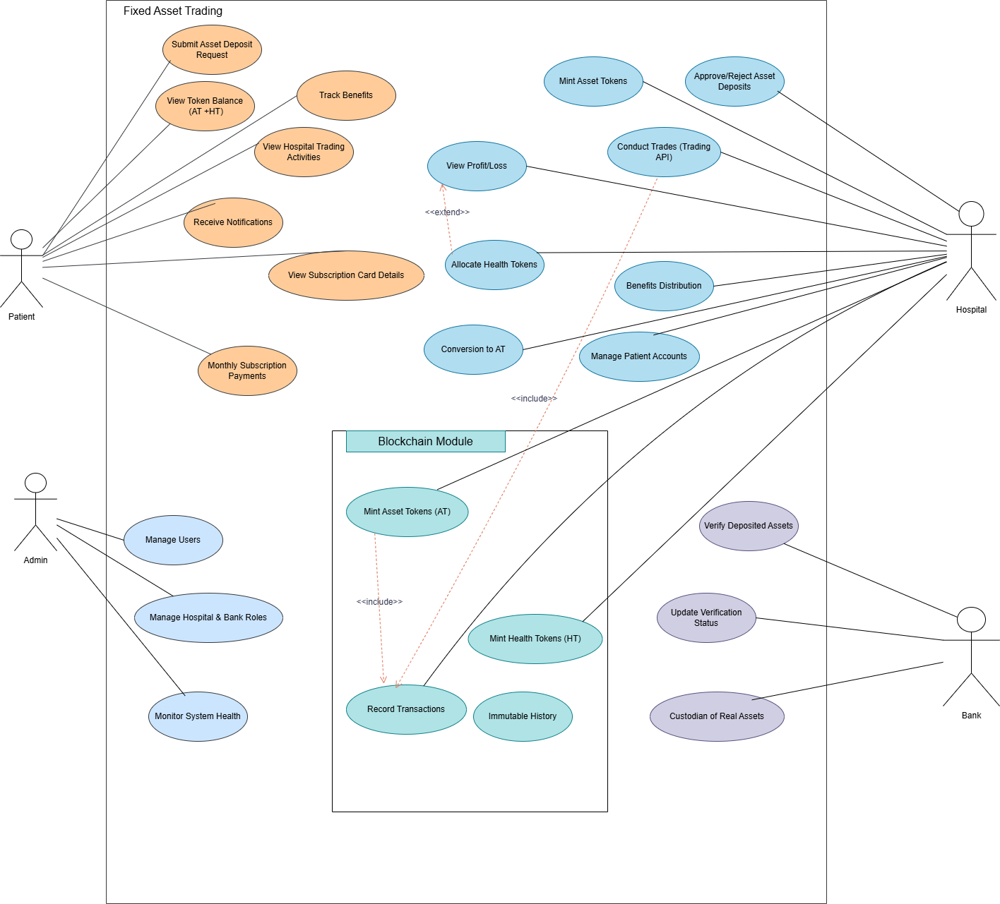 Fixed Asset Trading
Submit Asset Deposit
Request
View Token Balance
(AT +HT)
Track Benefits
View Hospital Trading
Activities
Receive Notifications
View Subscription Card Details
Monthly Subscription
Payments
Patient
Mint Asset Tokens
Approve/Reject Asset
Deposits
Conduct Trades (Trading
API)
View Profit/Loss
<<extend>>
Allocate Health Tokens
Benefits Distribution
Conversion to AT
Manage Patient Accounts
Hospital
<<include>>
Blockchain Module
Mint Asset Tokens (AT)
<<include>>
Mint Health Tokens (HT)
Record Transactions
Immutable History
Admin
Manage Users
Manage Hospital & Bank Roles
Monitor System Health
Verify Deposited Assets
Update Verification
Status
Custodian of Real Assets
Bank